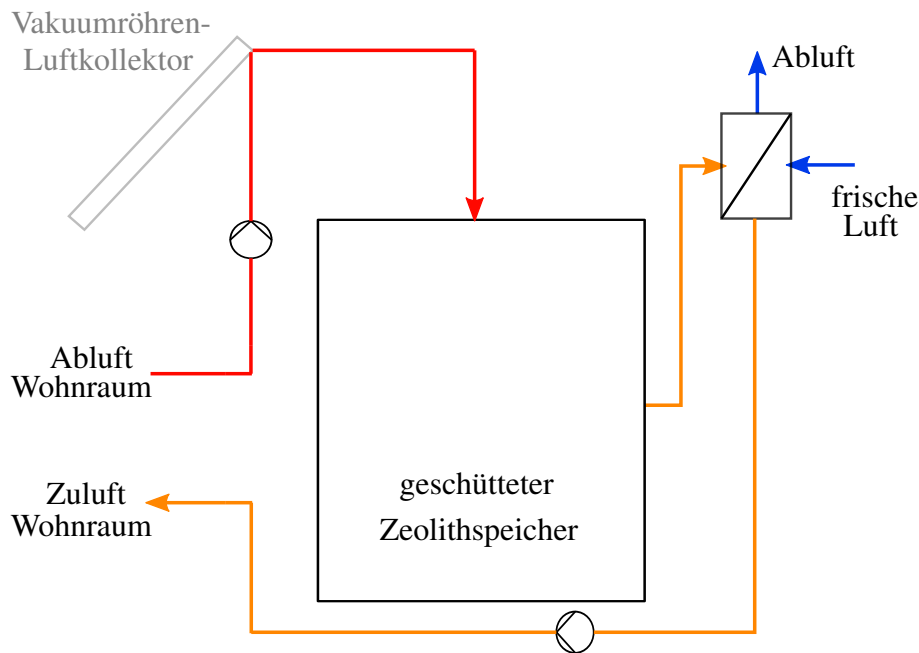 Vakuumröhren-
Luftkollektor
Abluft
frische
Luft
Abluft
Wohnraum
Zuluft
Wohnraum
geschütteter
Zeolithspeicher